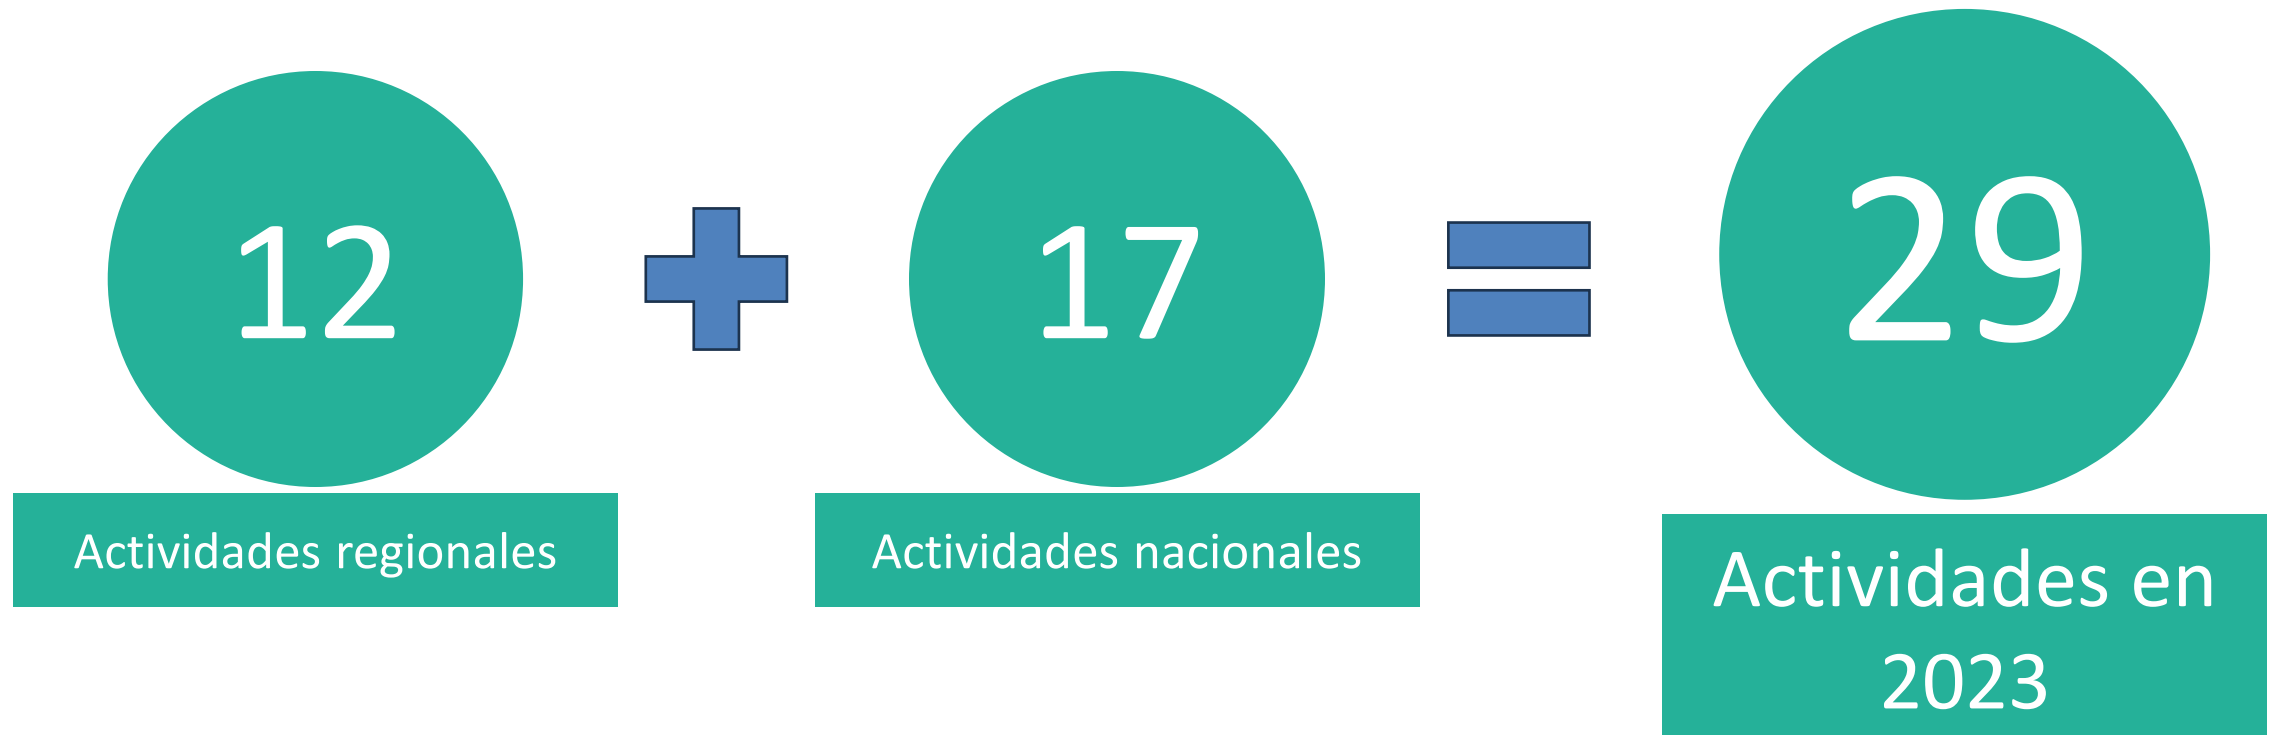 12
Actividades regionales
17
Actividades nacionales
29
Actividades en
2023